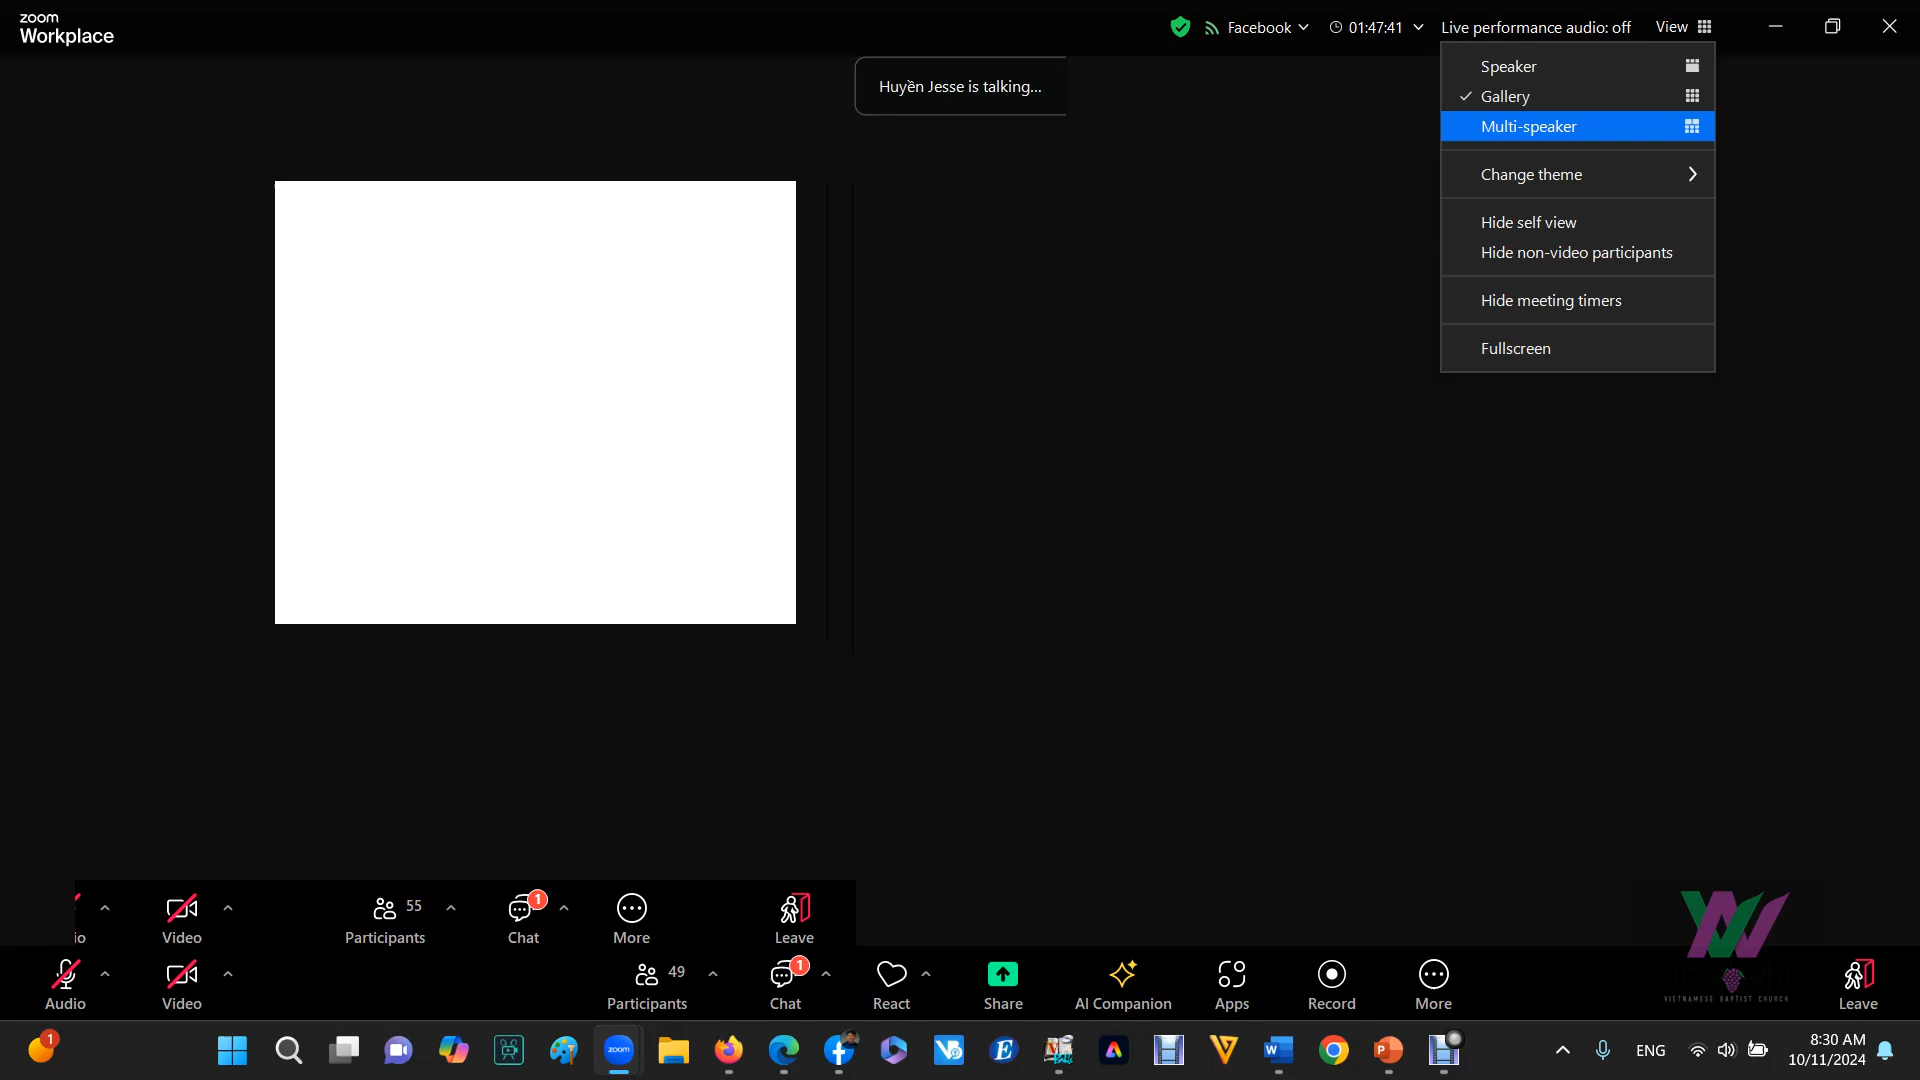 zoom
Workplace
Facebook 01:47:41 Live performance audio: off View
Huyền Jesse is talking...
Speaker
Gallery
Multi-speaker
Change theme
Hide self view
Hide non-video participants
Hide meeting timers
Fullscreen
55 1
io Video Participants Chat More Leave
49 1
Audio Video Participants Chat React Share AI Companion Apps Record More Leave
VIETNAMESE BAPTIST CHURCH
1 zoom ENG 8:30 AM
10/11/2024